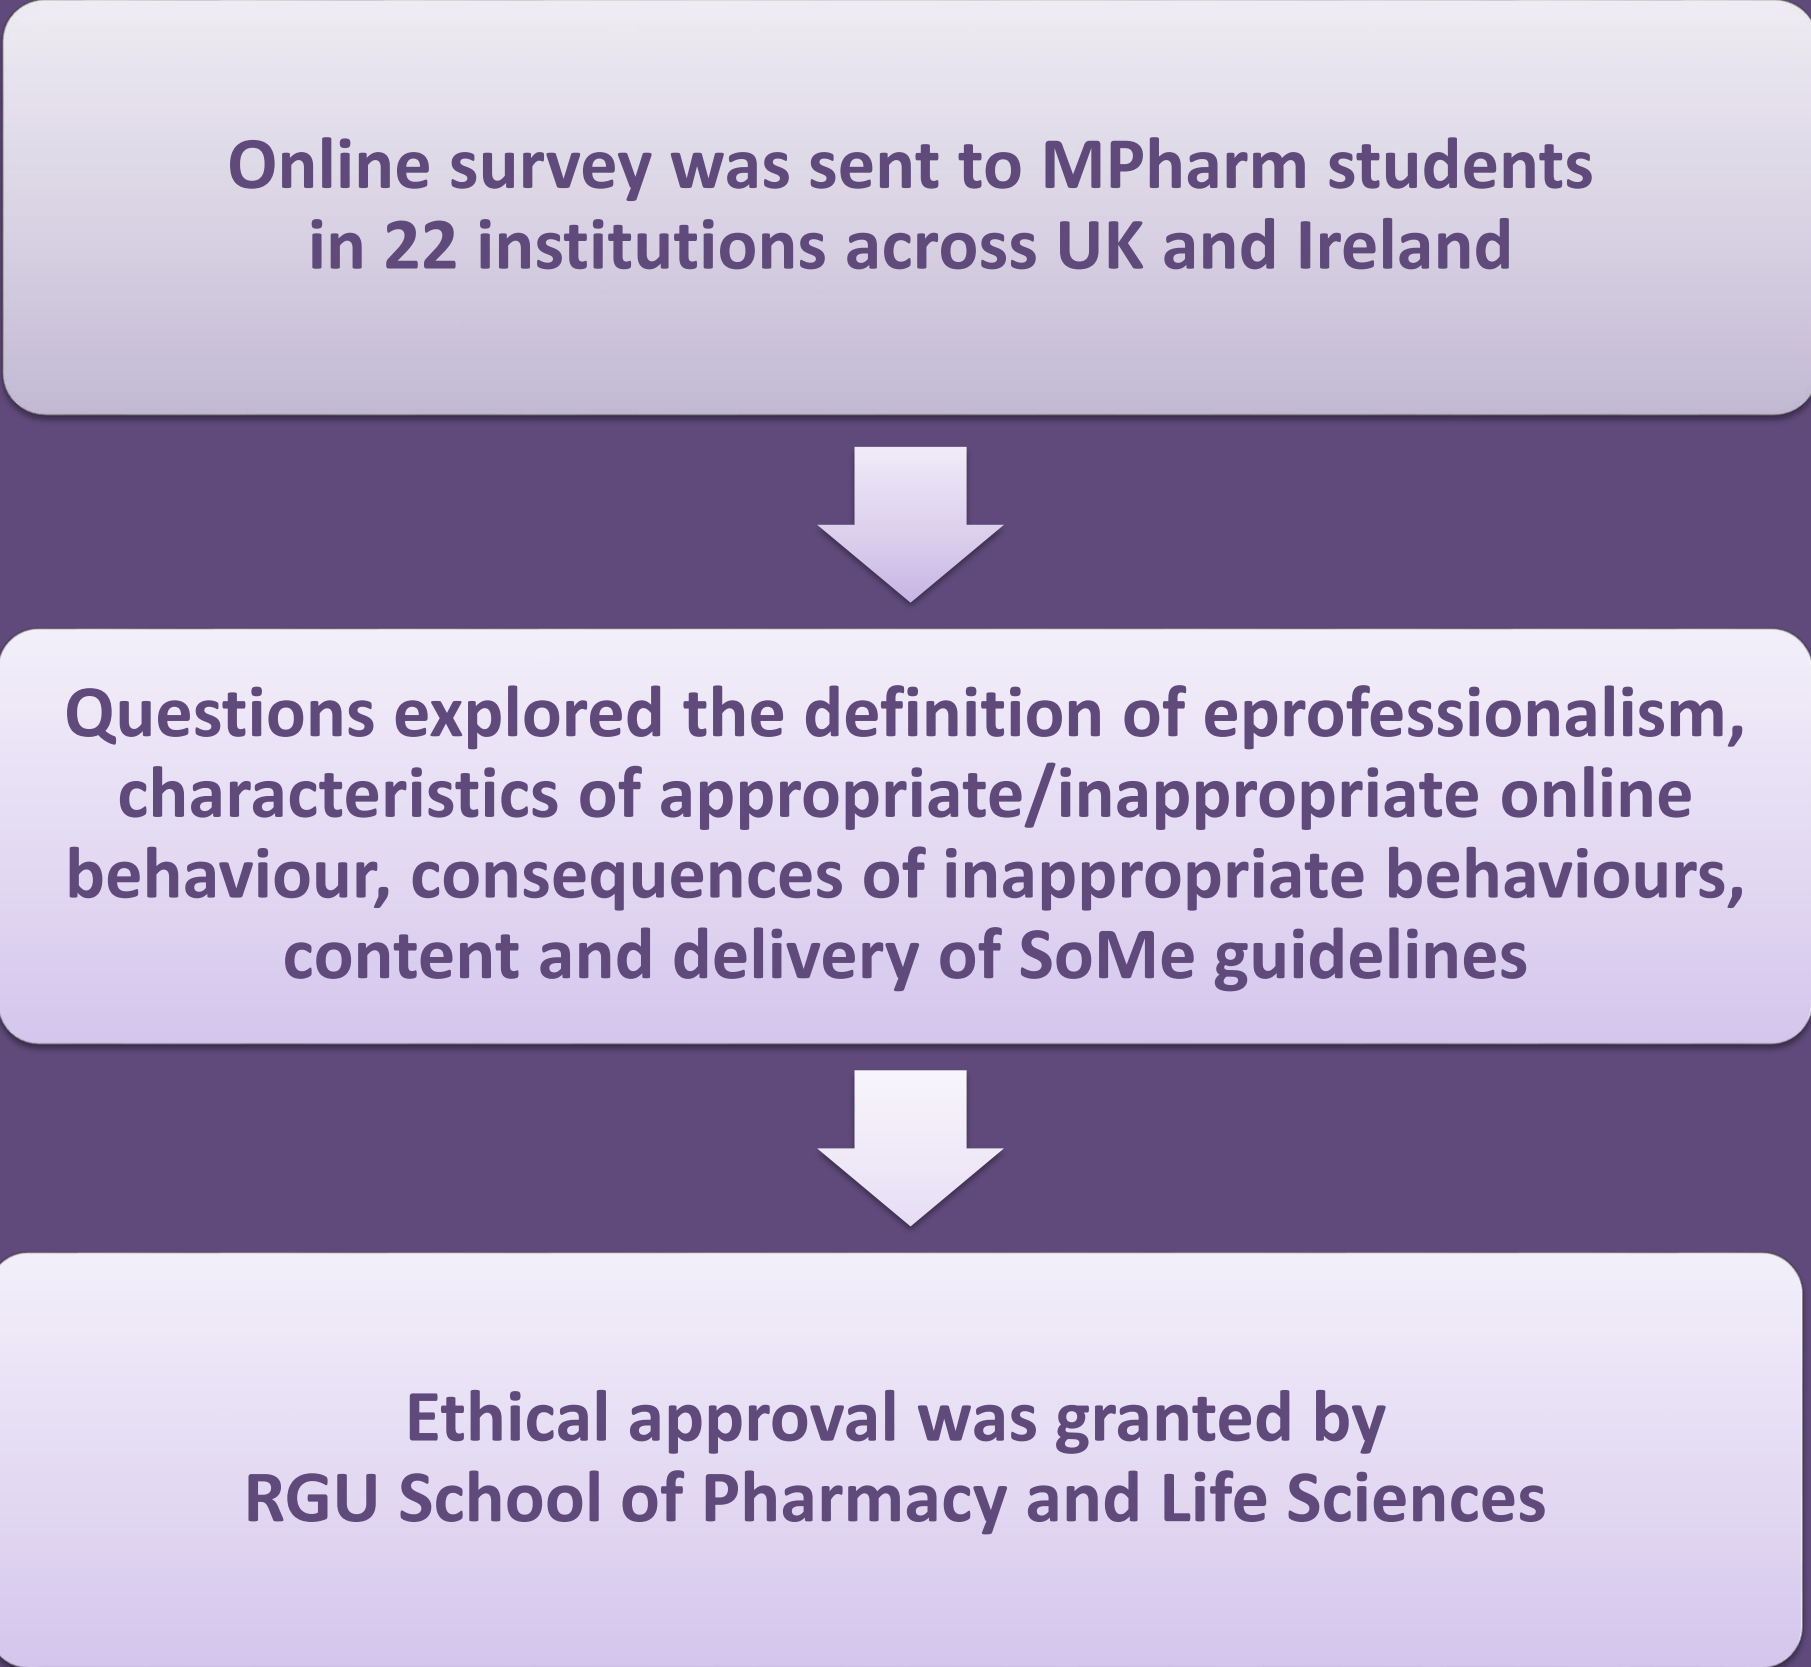 Online survey was sent to MPharm students
in 22 institutions across UK and Ireland
Questions explored the definition of eprofessionalism,
characteristics of appropriate/inappropriate online
behaviour, consequences of inappropriate behaviours,
content and delivery of SoMe guidelines
Ethical approval was granted by
RGU School of Pharmacy and Life Sciences